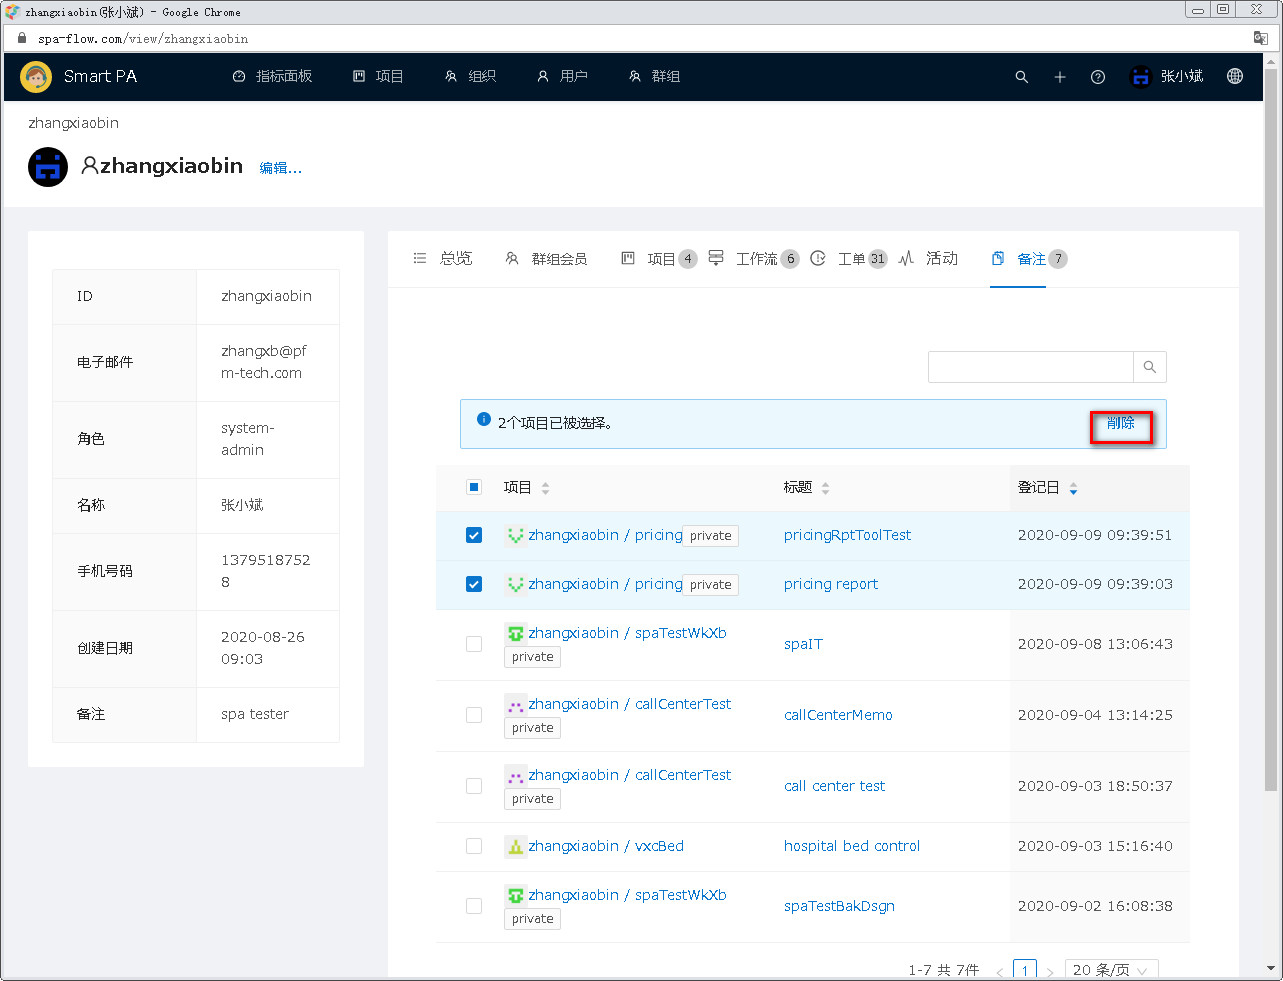 zhangxiaobin(张小斌) - Google Chrome
spa-flow.com/view/zhangxiaobin
Smart PA 指标面板 项目 组织 用户 群组 张小斌
zhangxiaobin
zhangxiaobin 编辑...
总览 群组会员 项目 4 工作流 6 工单 31 活动 备注 7
ID zhangxiaobin
电子邮件 zhangxb@pf
m-tech.com
角色 system-
admin
名称 张小斌
手机号码 1379518752
8
创建日期 2020-08-26
09:03
备注 spa tester
2个项目已被选择。 削除
项目 标题 登记日
zhangxiaobin / pricing private pricingRptToolTest 2020-09-09 09:39:51
zhangxiaobin / pricing private pricing report 2020-09-09 09:39:03
zhangxiaobin / spaTestWkXb
private spaIT 2020-09-08 13:06:43
zhangxiaobin / callCenterTest
private callCenterMemo 2020-09-04 13:14:25
zhangxiaobin / callCenterTest
private call center test 2020-09-03 18:50:37
zhangxiaobin / vxcBed hospital bed control 2020-09-03 15:16:40
zhangxiaobin / spaTestWkXb
private spaTestBakDsgn 2020-09-02 16:08:38
1-7 共 7件 < 1 > 20 条/页